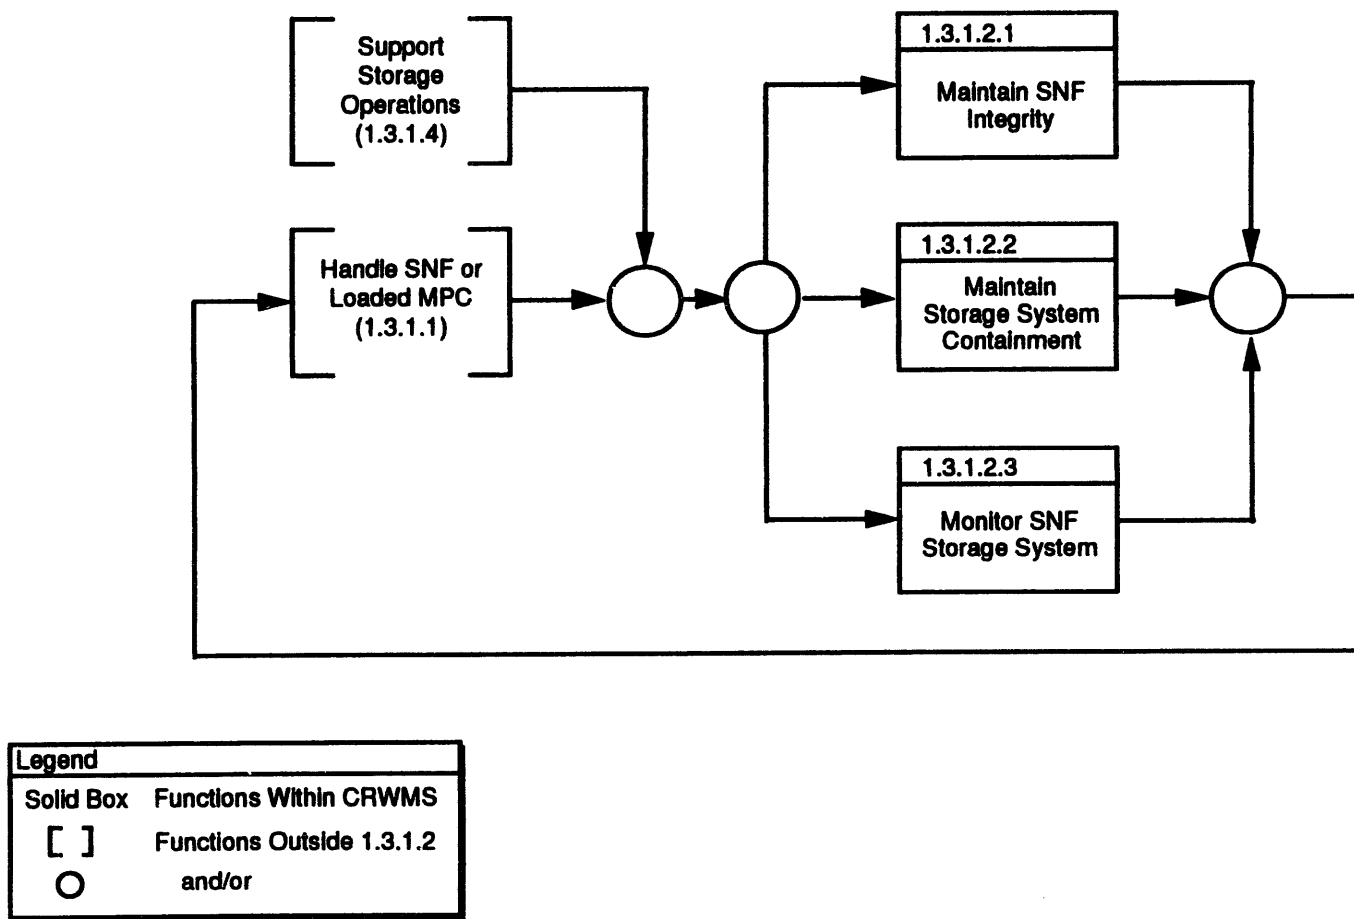 Support
Storage
Operations
(1.3.1.4)
Handle SNF or
Loaded MPC
(1.3.1.1)
1.3.1.2.1
Maintain SNF
Integrity
1.3.1.2.2
Maintain
Storage System
Containment
1.3.1.2.3
Monitor SNF
Storage System
Legend
Solid Box Functions Within CRWMS
[ ] Functions Outside 1.3.1.2
and/or